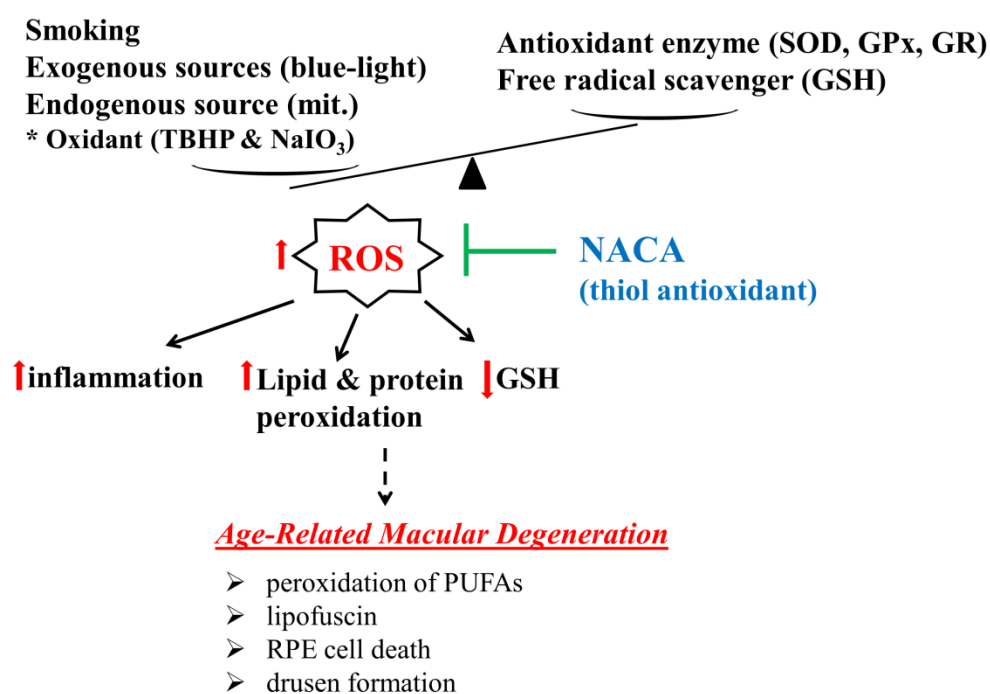 Smoking
Exogenous sources (blue-light)
Endogenous source (mit.)
* Oxidant (TBHP & NaIO₃)
Antioxidant enzyme (SOD, GPx, GR)
Free radical scavenger (GSH)
ROS
NACA
(thiol antioxidant)
inflammation
Lipid & protein
peroxidation
GSH
Age-Related Macular Degeneration
➢ peroxidation of PUFAs
➢ lipofuscin
➢ RPE cell death
➢ drusen formation